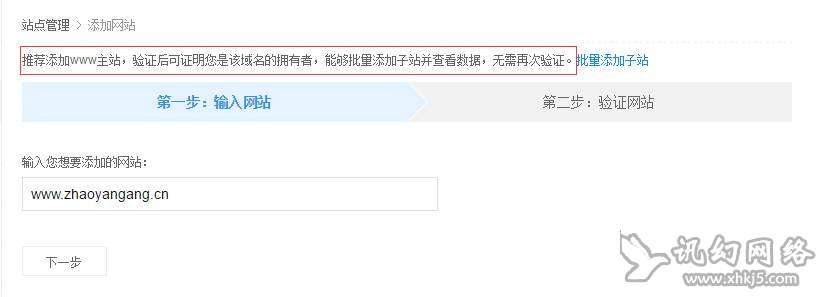 站点管理 > 添加网站
推荐添加www主站，验证后可证明您是该域名的拥有者，能够批量添加子站并查看数据，无需再次验证。批量添加子站
第一步：输入网站 第二步：验证网站
输入您想要添加的网站：
www.zhaoyangang.cn
下一步
讯幻网络
www.xhkj5.com